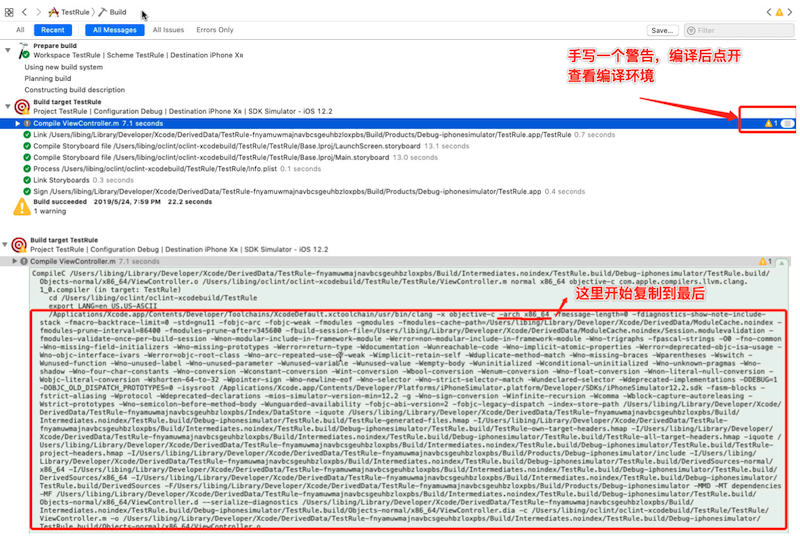 TestRule 〉 Build
All Recent All Messages All Issues Errors Only Save... Filter
Prepare build
Workspace TestRule | Scheme TestRule | Destination iPhone Xʀ
Using new build system
Planning build
Constructing build description
手写一个警告，编译后点开
查看编译环境
Build target TestRule
Project TestRule | Configuration Debug | Destination iPhone Xʀ | SDK Simulator - iOS 12.2
Compile ViewController.m 7.1 seconds 1
Link /Users/libing/Library/Developer/Xcode/DerivedData/TestRule-fnyamuwmajnavbcsgeuhbzloxpbs/Build/Products/Debug-iphonesimulator/TestRule.app/TestRule 0.7 seconds
Compile Storyboard file /Users/libing/oclint/oclint-xcodebuild/TestRule/TestRule/Base.lproj/LaunchScreen.storyboard 13.1 seconds
Compile Storyboard file /Users/libing/oclint/oclint-xcodebuild/TestRule/TestRule/Base.lproj/Main.storyboard 13.0 seconds
Process /Users/libing/oclint/oclint-xcodebuild/TestRule/TestRule/Info.plist 0.1 seconds
Link Storyboards 0.3 seconds
Sign /Users/libing/Library/Developer/Xcode/DerivedData/TestRule-fnyamuwmajnavbcsgeuhbzloxpbs/Build/Products/Debug-iphonesimulator/TestRule.app 0.4 seconds
Build succeeded 2019/5/24, 7:59 PM 22.2 seconds
1 warning
Build target TestRule
Project TestRule | Configuration Debug | Destination iPhone Xʀ | SDK Simulator - iOS 12.2
Compile ViewController.m 7.1 seconds 1
CompileC /Users/libing/Library/Developer/Xcode/DerivedData/TestRule-fnyamuwmajnavbcsgeuhbzloxpbs/Build/Intermediates.noindex/TestRule.build/Debug-iphonesimulator/TestRule.build/
Objects-normal/x86_64/ViewController.o /Users/libing/oclint/oclint-xcodebuild/TestRule/TestRule/ViewController.m normal x86_64 objective-c com.apple.compilers.llvm.clang.
1_0.compiler (in target: TestRule)
cd /Users/libing/oclint/oclint-xcodebuild/TestRule
export LANG=en_US.US-ASCII
这里开始复制到最后
/Applications/Xcode.app/Contents/Developer/Toolchains/XcodeDefault.xctoolchain/usr/bin/clang -x objective-c -arch x86_64 -fmessage-length=0 -fdiagnostics-show-note-include-
stack -fmacro-backtrace-limit=0 -std=gnu11 -fobjc-arc -fobjc-weak -fmodules -gmodules -fmodules-cache-path=/Users/libing/Library/Developer/Xcode/DerivedData/ModuleCache.noindex -
fmodules-prune-interval=86400 -fmodules-prune-after=345600 -fbuild-session-file=/Users/libing/Library/Developer/Xcode/DerivedData/ModuleCache.noindex/Session.modulevalidation -
fmodules-validate-once-per-build-session -Wnon-modular-include-in-framework-module -Werror=non-modular-include-in-framework-module -Wno-trigraphs -fpascal-strings -O0 -fno-common
-Wno-missing-field-initializers -Wno-missing-prototypes -Werror=return-type -Wdocumentation -Wunreachable-code -Wno-implicit-atomic-properties -Werror=deprecated-objc-isa-usage -
Wno-objc-interface-ivars -Werror=objc-root-class -Wno-arc-repeated-use-of-weak -Wimplicit-retain-self -Wduplicate-method-match -Wno-missing-braces -Wparentheses -Wswitch -
Wunused-function -Wno-unused-label -Wno-unused-parameter -Wunused-variable -Wunused-value -Wempty-body -Wuninitialized -Wconditional-uninitialized -Wno-unknown-pragmas -Wno-
shadow -Wno-four-char-constants -Wno-conversion -Wconstant-conversion -Wint-conversion -Wbool-conversion -Wenum-conversion -Wno-float-conversion -Wnon-literal-null-conversion -
Wobjc-literal-conversion -Wshorten-64-to-32 -Wpointer-sign -Wno-newline-eof -Wno-selector -Wno-strict-selector-match -Wundeclared-selector -Wdeprecated-implementations -DDEBUG=1
-DOBJC_OLD_DISPATCH_PROTOTYPES=0 -isysroot /Applications/Xcode.app/Contents/Developer/Platforms/iPhoneSimulator.platform/Developer/SDKs/iPhoneSimulator12.2.sdk -fasm-blocks -
fstrict-aliasing -Wprotocol -Wdeprecated-declarations -mios-simulator-version-min=12.2 -g -Wno-sign-conversion -Winfinite-recursion -Wcomma -Wblock-capture-autoreleasing -
Wstrict-prototypes -Wno-semicolon-before-method-body -Wunguarded-availability -fobjc-abi-version=2 -fobjc-legacy-dispatch -index-store-path /Users/libing/Library/Developer/Xcode/
DerivedData/TestRule-fnyamuwmajnavbcsgeuhbzloxpbs/Index/DataStore -iquote /Users/libing/Library/Developer/Xcode/DerivedData/TestRule-fnyamuwmajnavbcsgeuhbzloxpbs/Build/
Intermediates.noindex/TestRule.build/Debug-iphonesimulator/TestRule.build/TestRule-generated-files.hmap -I/Users/libing/Library/Developer/Xcode/DerivedData/TestRule-
fnyamuwmajnavbcsgeuhbzloxpbs/Build/Intermediates.noindex/TestRule.build/Debug-iphonesimulator/TestRule.build/TestRule-own-target-headers.hmap -I/Users/libing/Library/Developer/
Xcode/DerivedData/TestRule-fnyamuwmajnavbcsgeuhbzloxpbs/Build/Intermediates.noindex/TestRule.build/Debug-iphonesimulator/TestRule.build/TestRule-all-target-headers.hmap -iquote /
Users/libing/Library/Developer/Xcode/DerivedData/TestRule-fnyamuwmajnavbcsgeuhbzloxpbs/Build/Intermediates.noindex/TestRule.build/Debug-iphonesimulator/TestRule.build/TestRule-
project-headers.hmap -I/Users/libing/Library/Developer/Xcode/DerivedData/TestRule-fnyamuwmajnavbcsgeuhbzloxpbs/Build/Products/Debug-iphonesimulator/include -I/Users/libing/
Library/Developer/Xcode/DerivedData/TestRule-fnyamuwmajnavbcsgeuhbzloxpbs/Build/Intermediates.noindex/TestRule.build/Debug-iphonesimulator/TestRule.build/DerivedSources-normal/
x86_64 -I/Users/libing/Library/Developer/Xcode/DerivedData/TestRule-fnyamuwmajnavbcsgeuhbzloxpbs/Build/Intermediates.noindex/TestRule.build/Debug-iphonesimulator/TestRule.build/
DerivedSources/x86_64 -I/Users/libing/Library/Developer/Xcode/DerivedData/TestRule-fnyamuwmajnavbcsgeuhbzloxpbs/Build/Intermediates.noindex/TestRule.build/Debug-iphonesimulator/
TestRule.build/DerivedSources -F/Users/libing/Library/Developer/Xcode/DerivedData/TestRule-fnyamuwmajnavbcsgeuhbzloxpbs/Build/Products/Debug-iphonesimulator -MMD -MT dependencies
-MF /Users/libing/Library/Developer/Xcode/DerivedData/TestRule-fnyamuwmajnavbcsgeuhbzloxpbs/Build/Intermediates.noindex/TestRule.build/Debug-iphonesimulator/TestRule.build/
Objects-normal/x86_64/ViewController.d --serialize-diagnostics /Users/libing/Library/Developer/Xcode/DerivedData/TestRule-fnyamuwmajnavbcsgeuhbzloxpbs/Build/
Intermediates.noindex/TestRule.build/Debug-iphonesimulator/TestRule.build/Objects-normal/x86_64/ViewController.dia -c /Users/libing/oclint/oclint-xcodebuild/TestRule/TestRule/
ViewController.m -o /Users/libing/Library/Developer/Xcode/DerivedData/TestRule-fnyamuwmajnavbcsgeuhbzloxpbs/Build/Intermediates.noindex/TestRule.build/Debug-iphonesimulator/
TestRule.build/Objects-normal/x86_64/ViewController.o